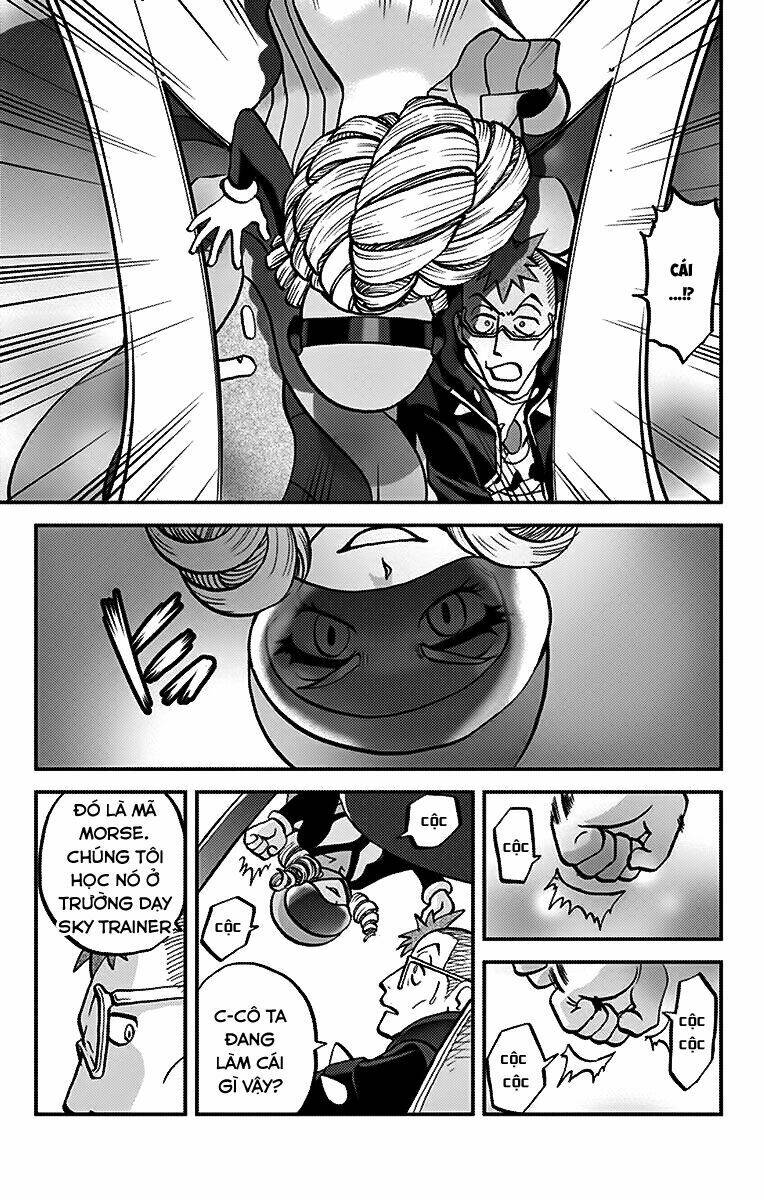 CÁI
...!?
CỘC
CỘC
CỘC
CỘC
CỘC
CỘC
CỘC
CỘC
C-CÔ TA
ĐANG
LÀM CÁI
GÌ VẬY?
ĐÓ LÀ MÃ
MORSE.
CHÚNG TÔI
HỌC NÓ Ở
TRƯỜNG DẠY
SKY TRAINER